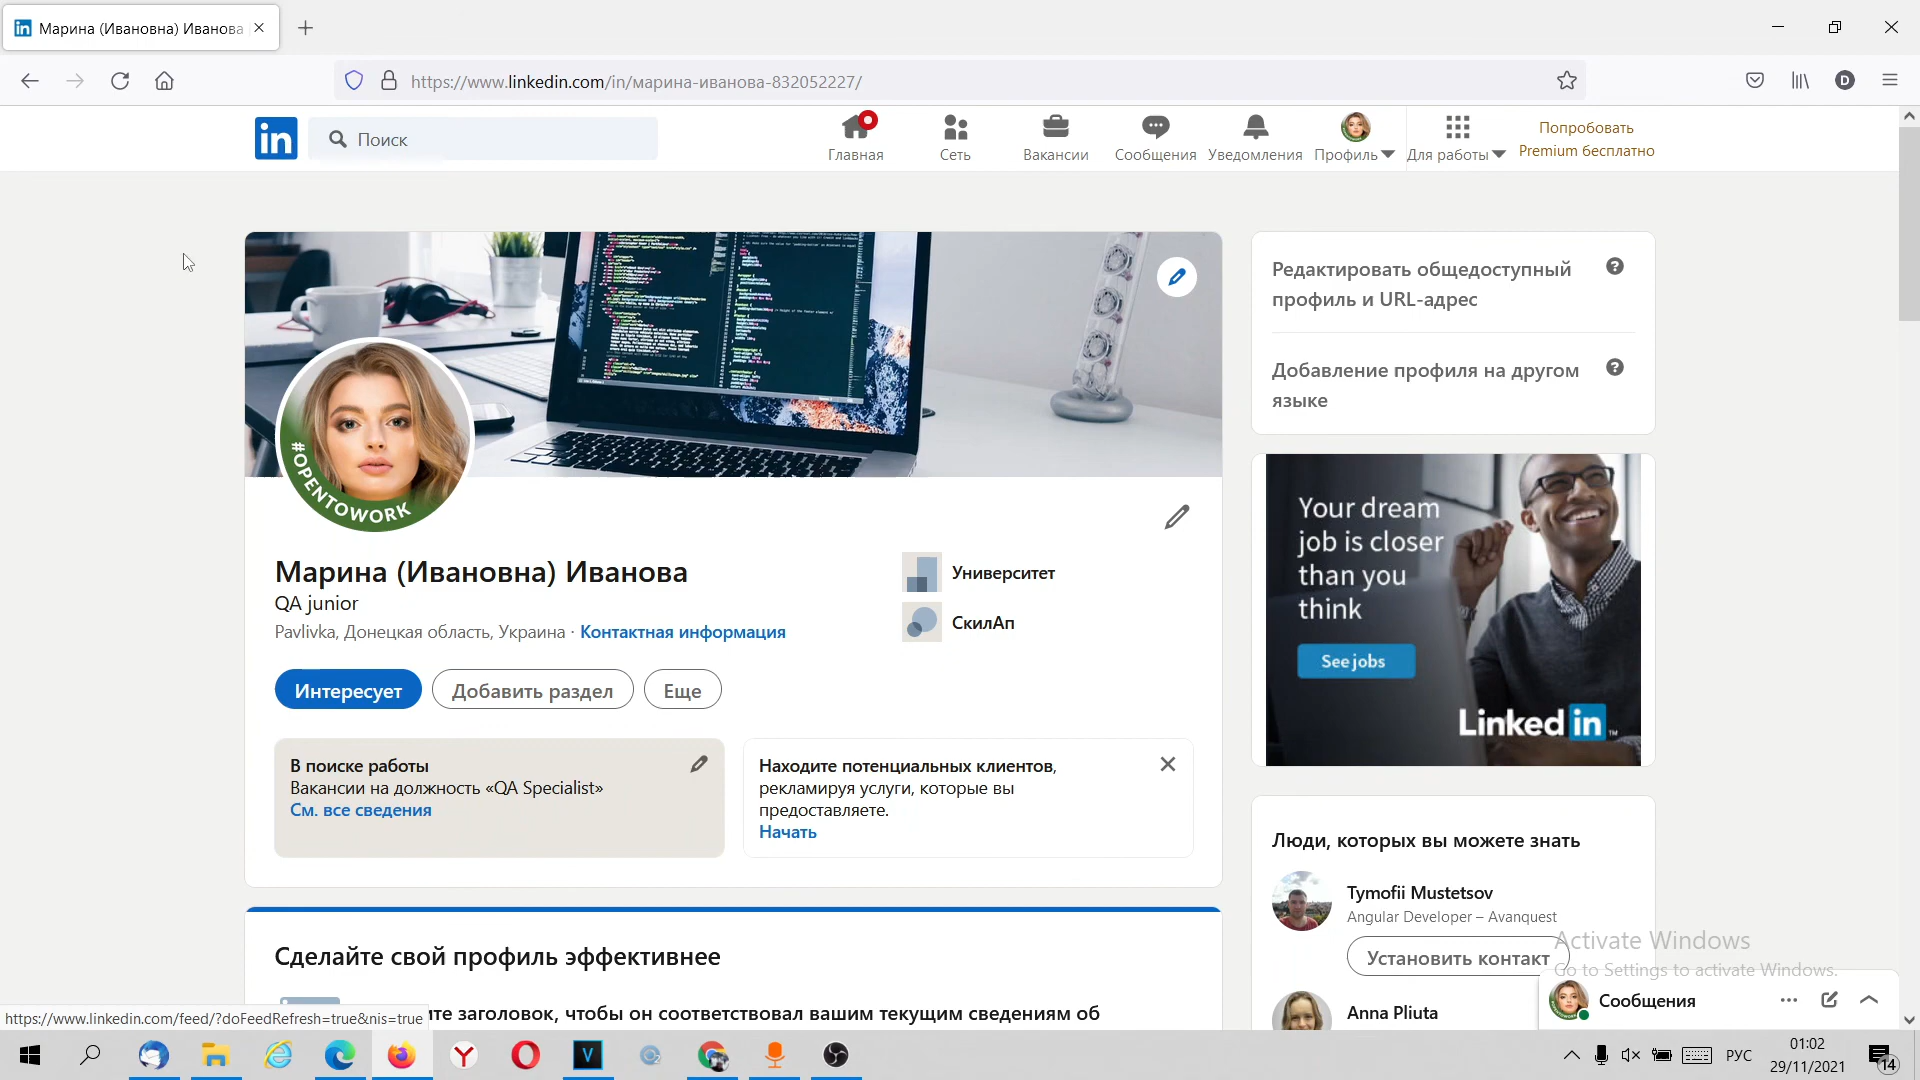 Марина (Ивановна) Иванова
https://www.linkedin.com/in/марина-иванова-832052227/
D
in
Поиск
Главная
Сеть
Вакансии
Сообщения
Уведомления
Профиль
Для работы
Попробовать
Premium бесплатно
#OPENTOWORK
Марина (Ивановна) Иванова
QA junior
Pavlivka, Донецкая область, Украина · Контактная информация
Университет
СкилАп
Интересует
Добавить раздел
Еще
В поиске работы
Вакансии на должность «QA Specialist»
См. все сведения
Находите потенциальных клиентов,
рекламируя услуги, которые вы
предоставляете.
Начать
Сделайте свой профиль эффективнее
заголовок, чтобы он соответствовал вашим текущим сведениям об
Редактировать общедоступный
профиль и URL-адрес
Добавление профиля на другом
языке
Your dream
job is closer
than you
think
See jobs
Linked in
Люди, которых вы можете знать
Tymofii Mustetsov
Angular Developer – Avanquest
Установить контакт
Anna Pliuta
Activate Windows
Go to Settings to activate Windows.
Сообщения
https://www.linkedin.com/feed/?doFeedRefresh=true&nis=true
РУС
01:02
29/11/2021
14